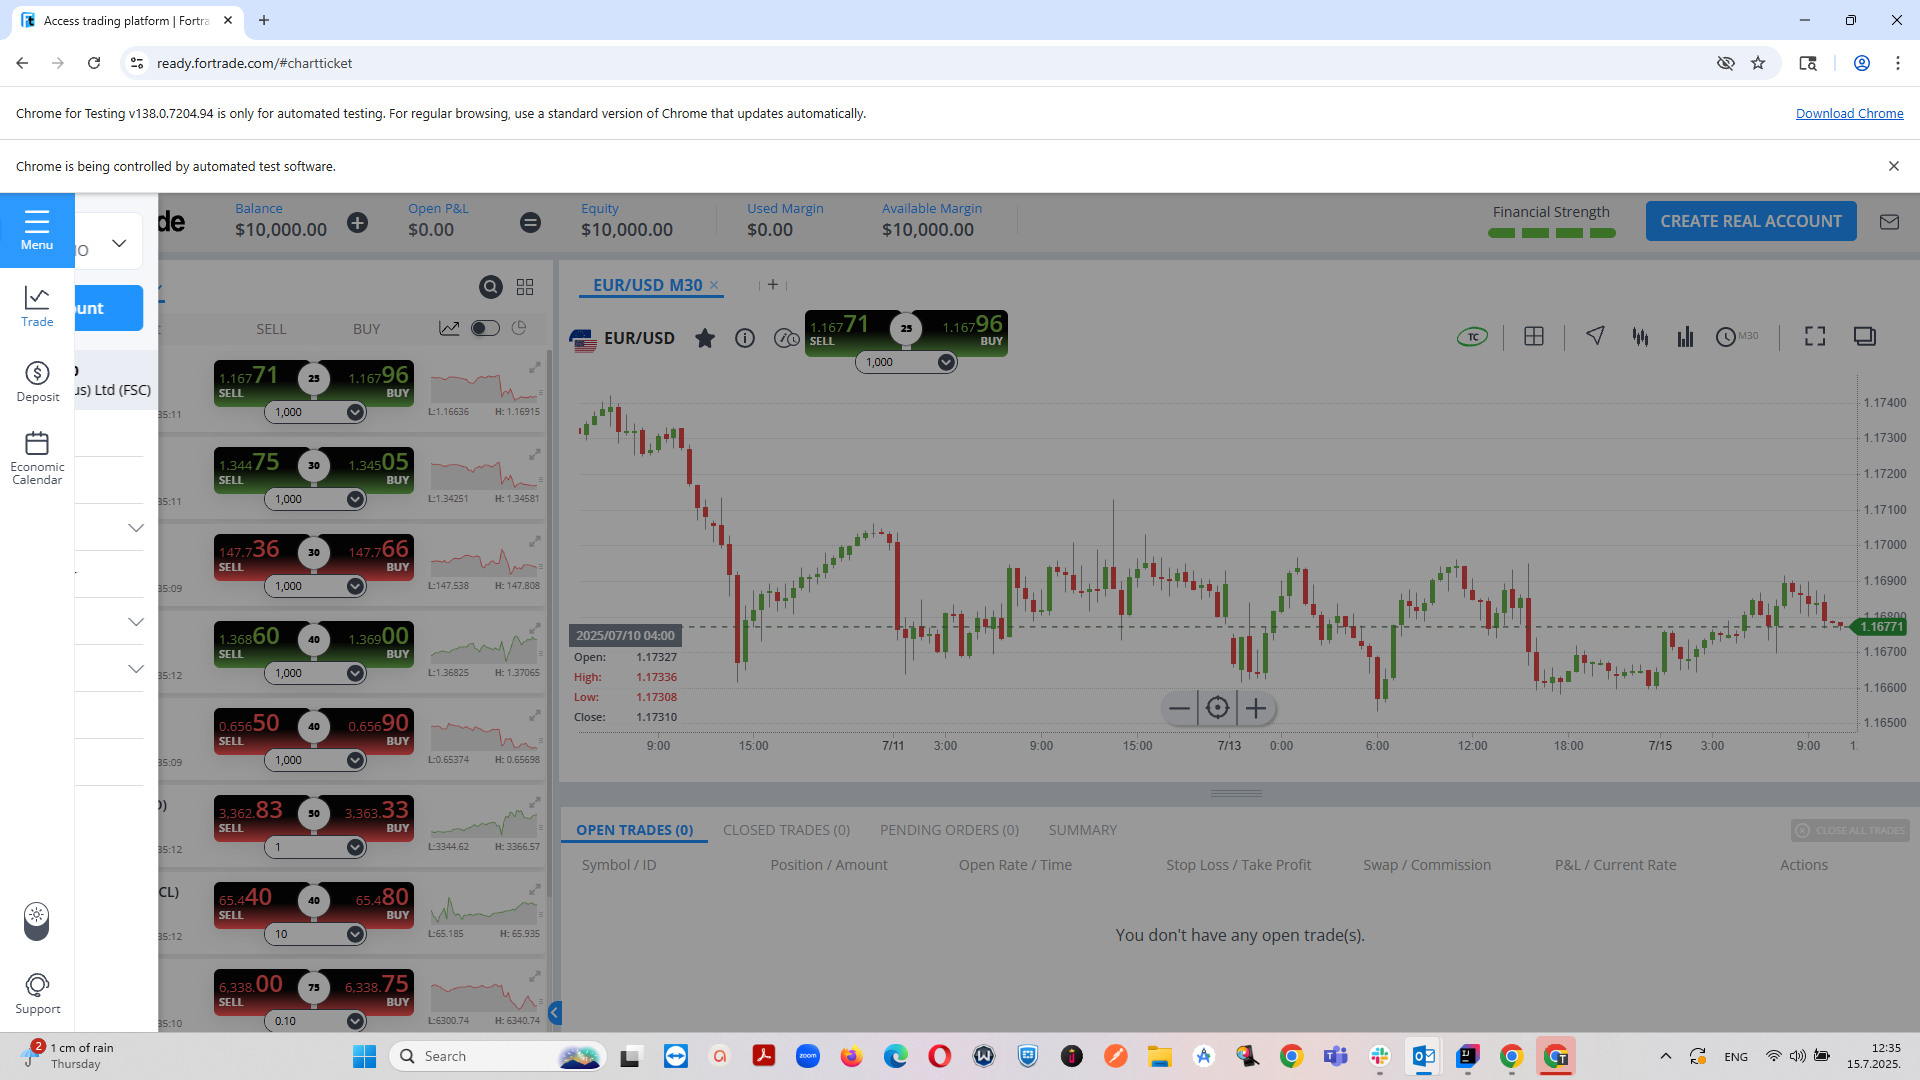 Access trading platform | Fortra
ready.fortrade.com/#chartticket
Chrome for Testing v138.0.7204.94 is only for automated testing. For regular browsing, use a standard version of Chrome that updates automatically.
Download Chrome
Chrome is being controlled by automated test software.
Menu
Trade
Deposit
Economic
Calendar
Support
de
Balance
$10,000.00
Open P&L
$0.00
Equity
$10,000.00
Used Margin
$0.00
Available Margin
$10,000.00
Financial Strength
CREATE REAL ACCOUNT
unt
us) Ltd (FSC)
SELL
BUY
1.16771
SELL
25
1.16796
BUY
1,000
L:1.16636
H: 1.16915
35:11
1.34475
SELL
30
1.34505
BUY
1,000
L:1.34251
H: 1.34581
35:11
147.736
SELL
30
147.766
BUY
1,000
L:147.538
H: 147.808
35:09
1.36860
SELL
40
1.36900
BUY
1,000
L:1.36825
H: 1.37065
35:12
0.65650
SELL
40
0.65690
BUY
1,000
L:0.65374
H: 0.65698
35:09
3,362.83
SELL
50
3,363.33
BUY
1
L:3344.62
H: 3366.57
35:12
CL)
65.440
SELL
40
65.480
BUY
10
L:65.185
H: 65.935
35:12
6,338.00
SELL
75
6,338.75
BUY
0.10
L:6300.74
H: 6340.74
35:10
EUR/USD M30
EUR/USD
1.16771
SELL
25
1.16796
BUY
1,000
TC
M30
1.17400
1.17300
1.17200
1.17100
1.17000
1.16900
1.16800
1.16771
1.16700
1.16600
1.16500
2025/07/10 04:00
Open: 1.17327
High: 1.17336
Low: 1.17308
Close: 1.17310
9:00 15:00 7/11 3:00 9:00 15:00 7/13 0:00 6:00 12:00 18:00 7/15 3:00 9:00 1.
OPEN TRADES (0)
CLOSED TRADES (0)
PENDING ORDERS (0)
SUMMARY
CLOSE ALL TRADES
Symbol / ID
Position / Amount
Open Rate / Time
Stop Loss / Take Profit
Swap / Commission
P&L / Current Rate
Actions
You don't have any open trade(s).
2
1 cm of rain
Thursday
Search
zoom
ENG
12:35
15.7.2025.